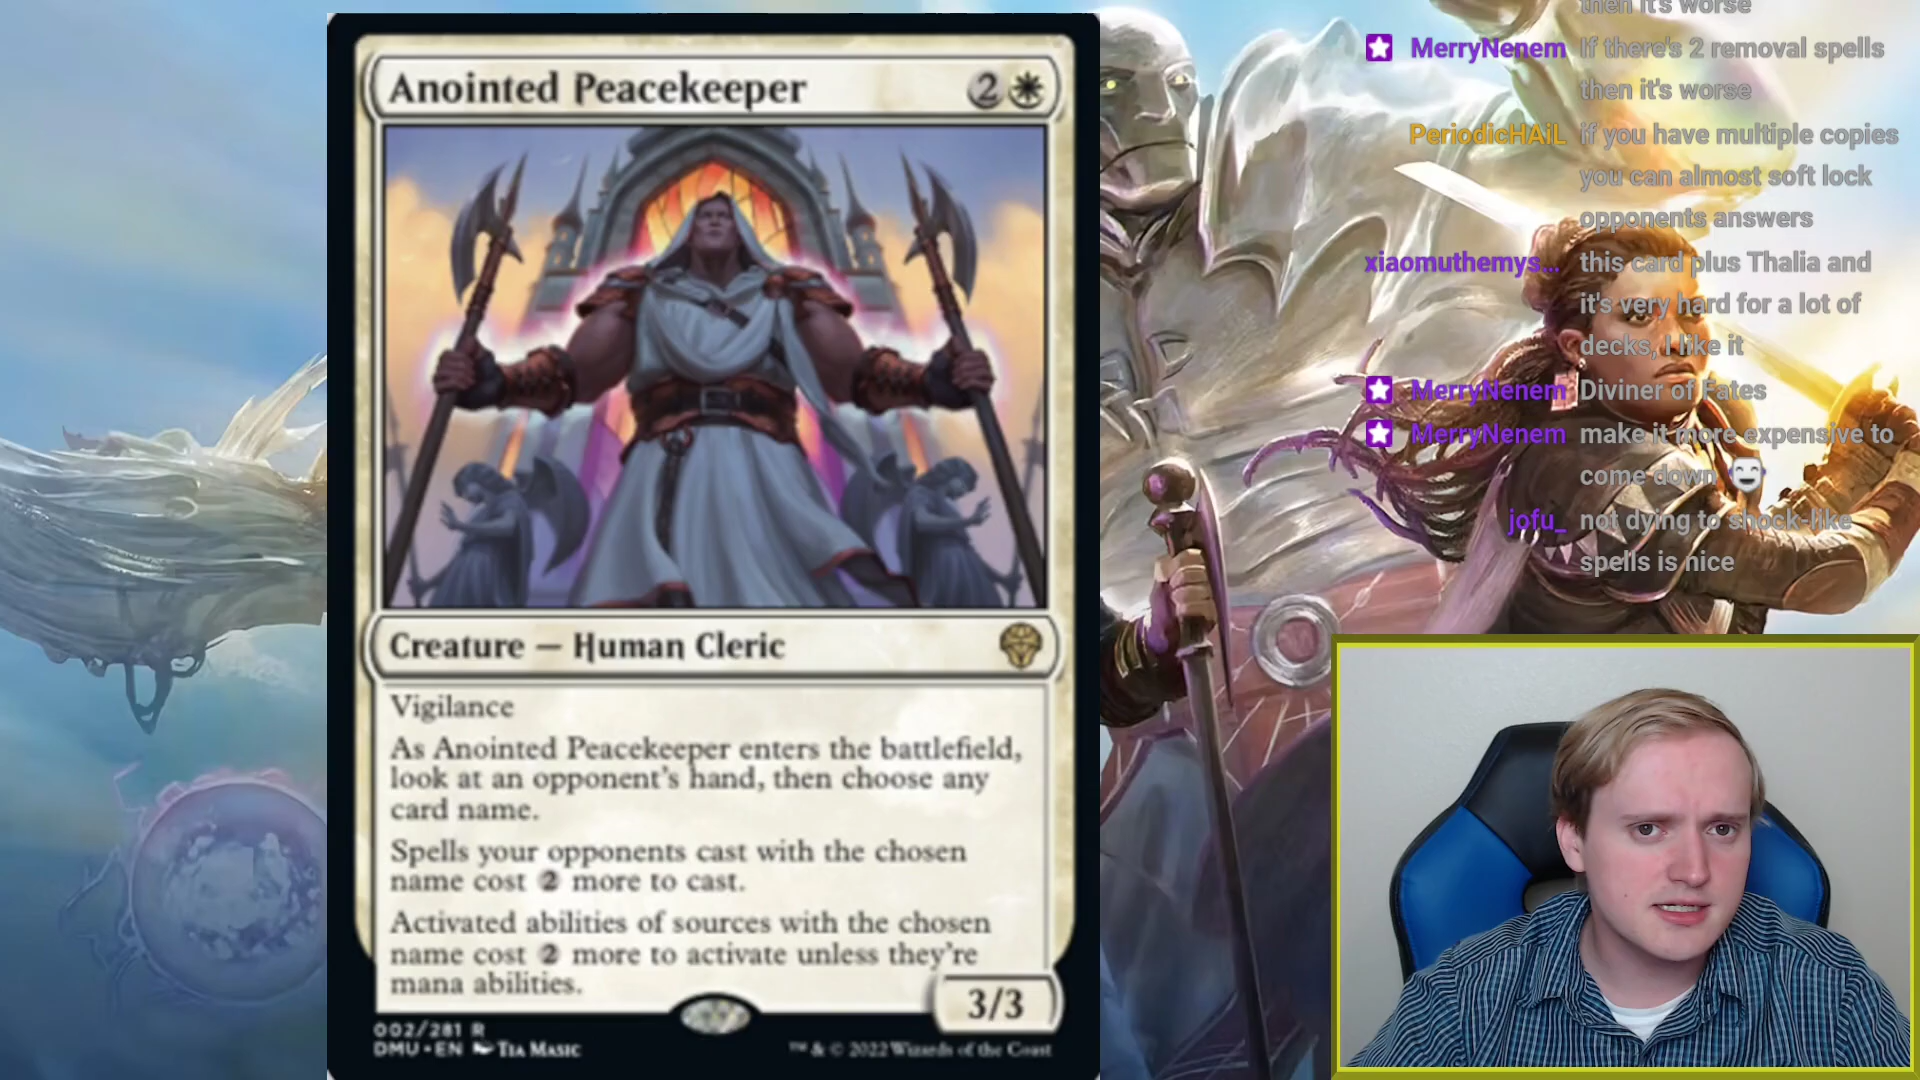 Anointed Peacekeeper 2
Creature — Human Cleric
Vigilance
As Anointed Peacekeeper enters the battlefield,
look at an opponent's hand, then choose any
card name.
Spells your opponents cast with the chosen
name cost 2 more to cast.
Activated abilities of sources with the chosen
name cost 2 more to activate unless they're
mana abilities.
3/3
002/281 R
DMU • EN TIA MASIC
™ & © 2022 Wizards of the Coast
then it's worse
MerryNenem If there's 2 removal spells
then it's worse
PeriodicHAiL if you have multiple copies
you can almost soft lock
opponents answers
xiaomuthemys... this card plus Thalia and
it's very hard for a lot of
decks, I like it
MerryNenem Diviner of Fates
MerryNenem make it more expensive to
come down
jofu_ not dying to shock-like
spells is nice